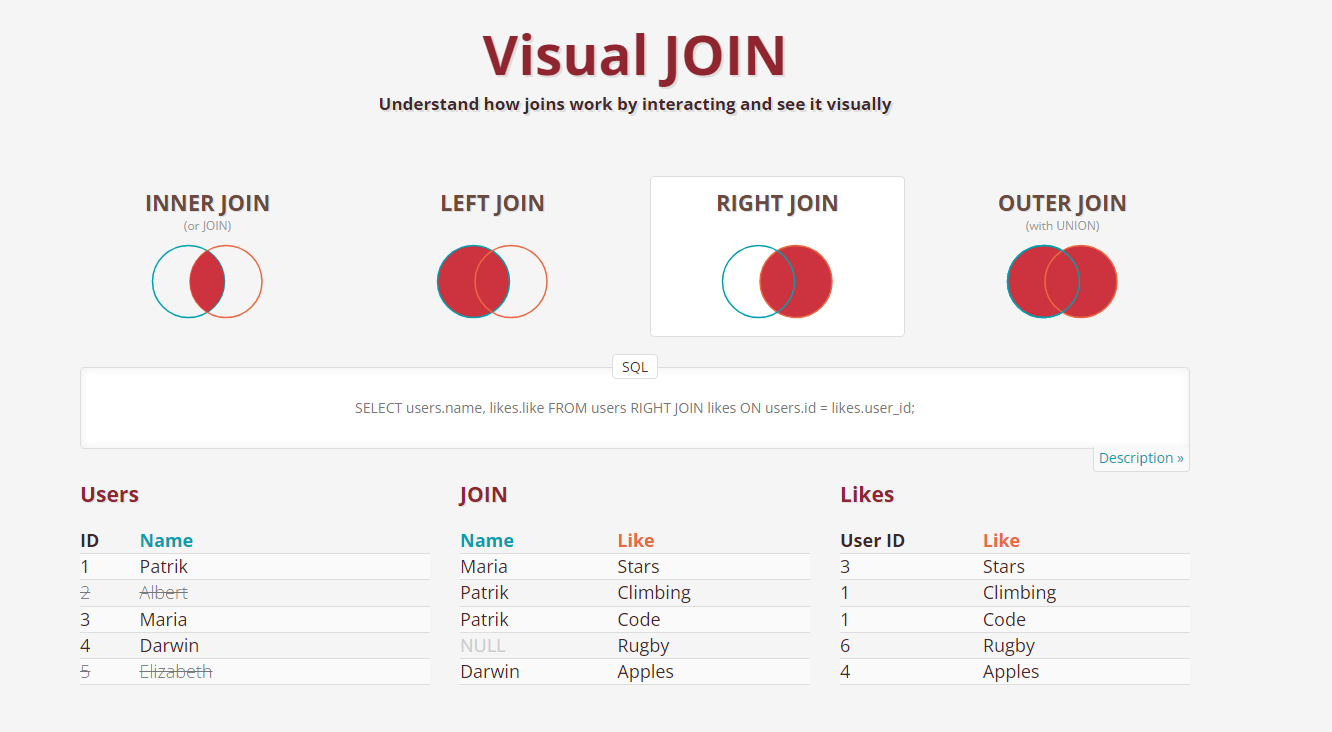 Visual JOIN
Understand how joins work by interacting and see it visually
INNER JOIN
(or JOIN)
LEFT JOIN
RIGHT JOIN
OUTER JOIN
(with UNION)
SQL
SELECT users.name, likes.like FROM users RIGHT JOIN likes ON users.id = likes.user_id;
Description »
Users
ID Name
1 Patrik
2 Albert
3 Maria
4 Darwin
5 Elizabeth
JOIN
Name Like
Maria Stars
Patrik Climbing
Patrik Code
NULL Rugby
Darwin Apples
Likes
User ID Like
3 Stars
1 Climbing
1 Code
6 Rugby
4 Apples